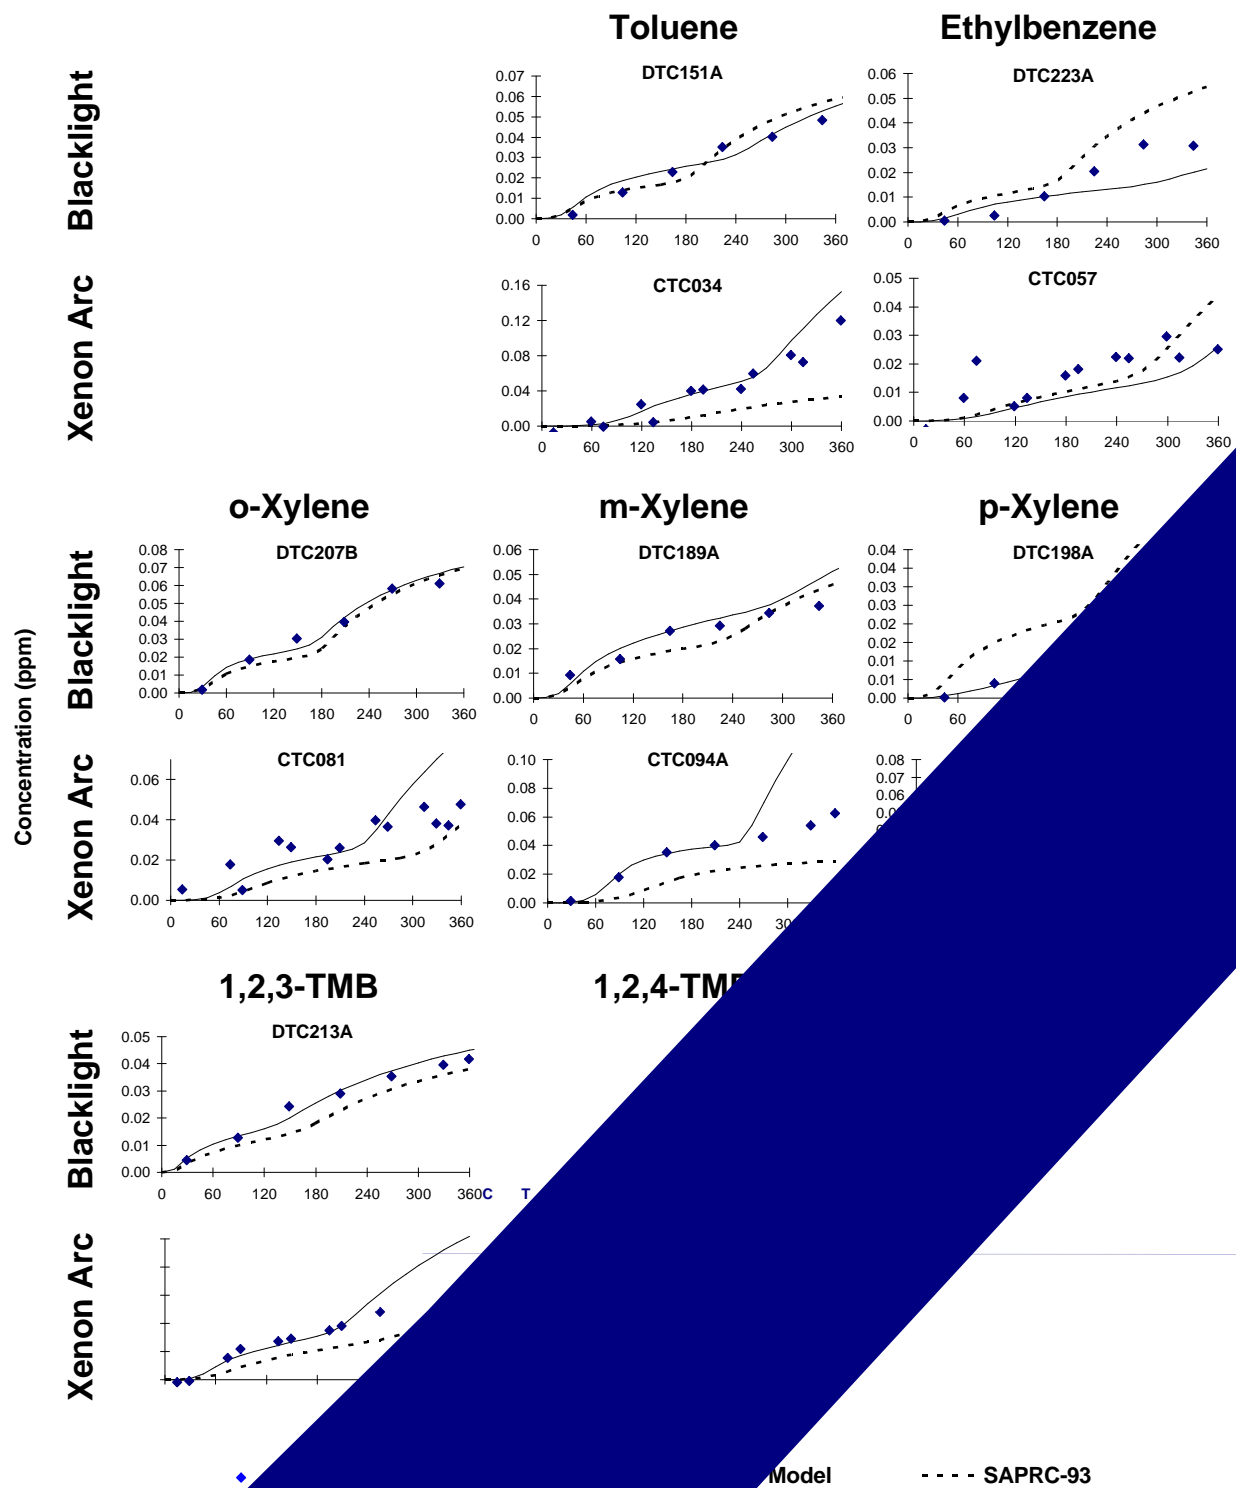 Toluene Ethylbenzene
Blacklight
DTC151A
0.07
0.06
0.05
0.04
0.03
0.02
0.01
0.00
0 60 120 180 240 300 360
DTC223A
0.06
0.05
0.04
0.03
0.02
0.01
0.00
0 60 120 180 240 300 360
Xenon Arc
CTC034
0.16
0.12
0.08
0.04
0.00
0 60 120 180 240 300 360
CTC057
0.05
0.04
0.03
0.02
0.01
0.00
0 60 120 180 240 300 360
Concentration (ppm)
o-Xylene m-Xylene p-Xylene
Blacklight
DTC207B
0.08
0.07
0.06
0.05
0.04
0.03
0.02
0.01
0.00
0 60 120 180 240 300 360
DTC189A
0.06
0.05
0.04
0.03
0.02
0.01
0.00
0 60 120 180 240 300 360
DTC198A
0.04
0.03
0.03
0.02
0.02
0.01
0.01
0.00
0 60
Xenon Arc
CTC081
0.06
0.04
0.02
0.00
0 60 120 180 240 300 360
CTC094A
0.10
0.08
0.06
0.04
0.02
0.00
0 60 120 180 240
0.08
0.07
0.06
1,2,3-TMB 1,2,4-TMB
Blacklight
DTC213A
0.05
0.04
0.03
0.02
0.01
0.00
0 60 120 180 240 300 360 C T
Xenon Arc
Model SAPRC-93